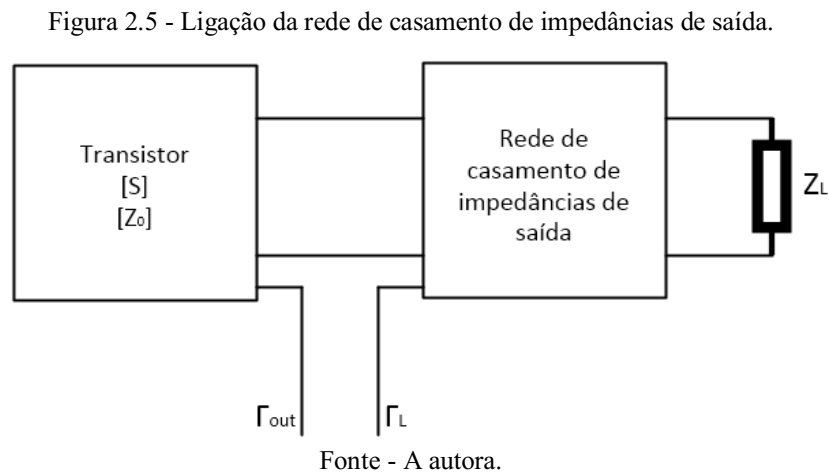 Figura 2.5 - Ligação da rede de casamento de impedâncias de saída.
Transistor
[S]
[Z₀]
Rede de
casamento de
impedâncias de
saída
ZL
Γout
ΓL
Fonte - A autora.